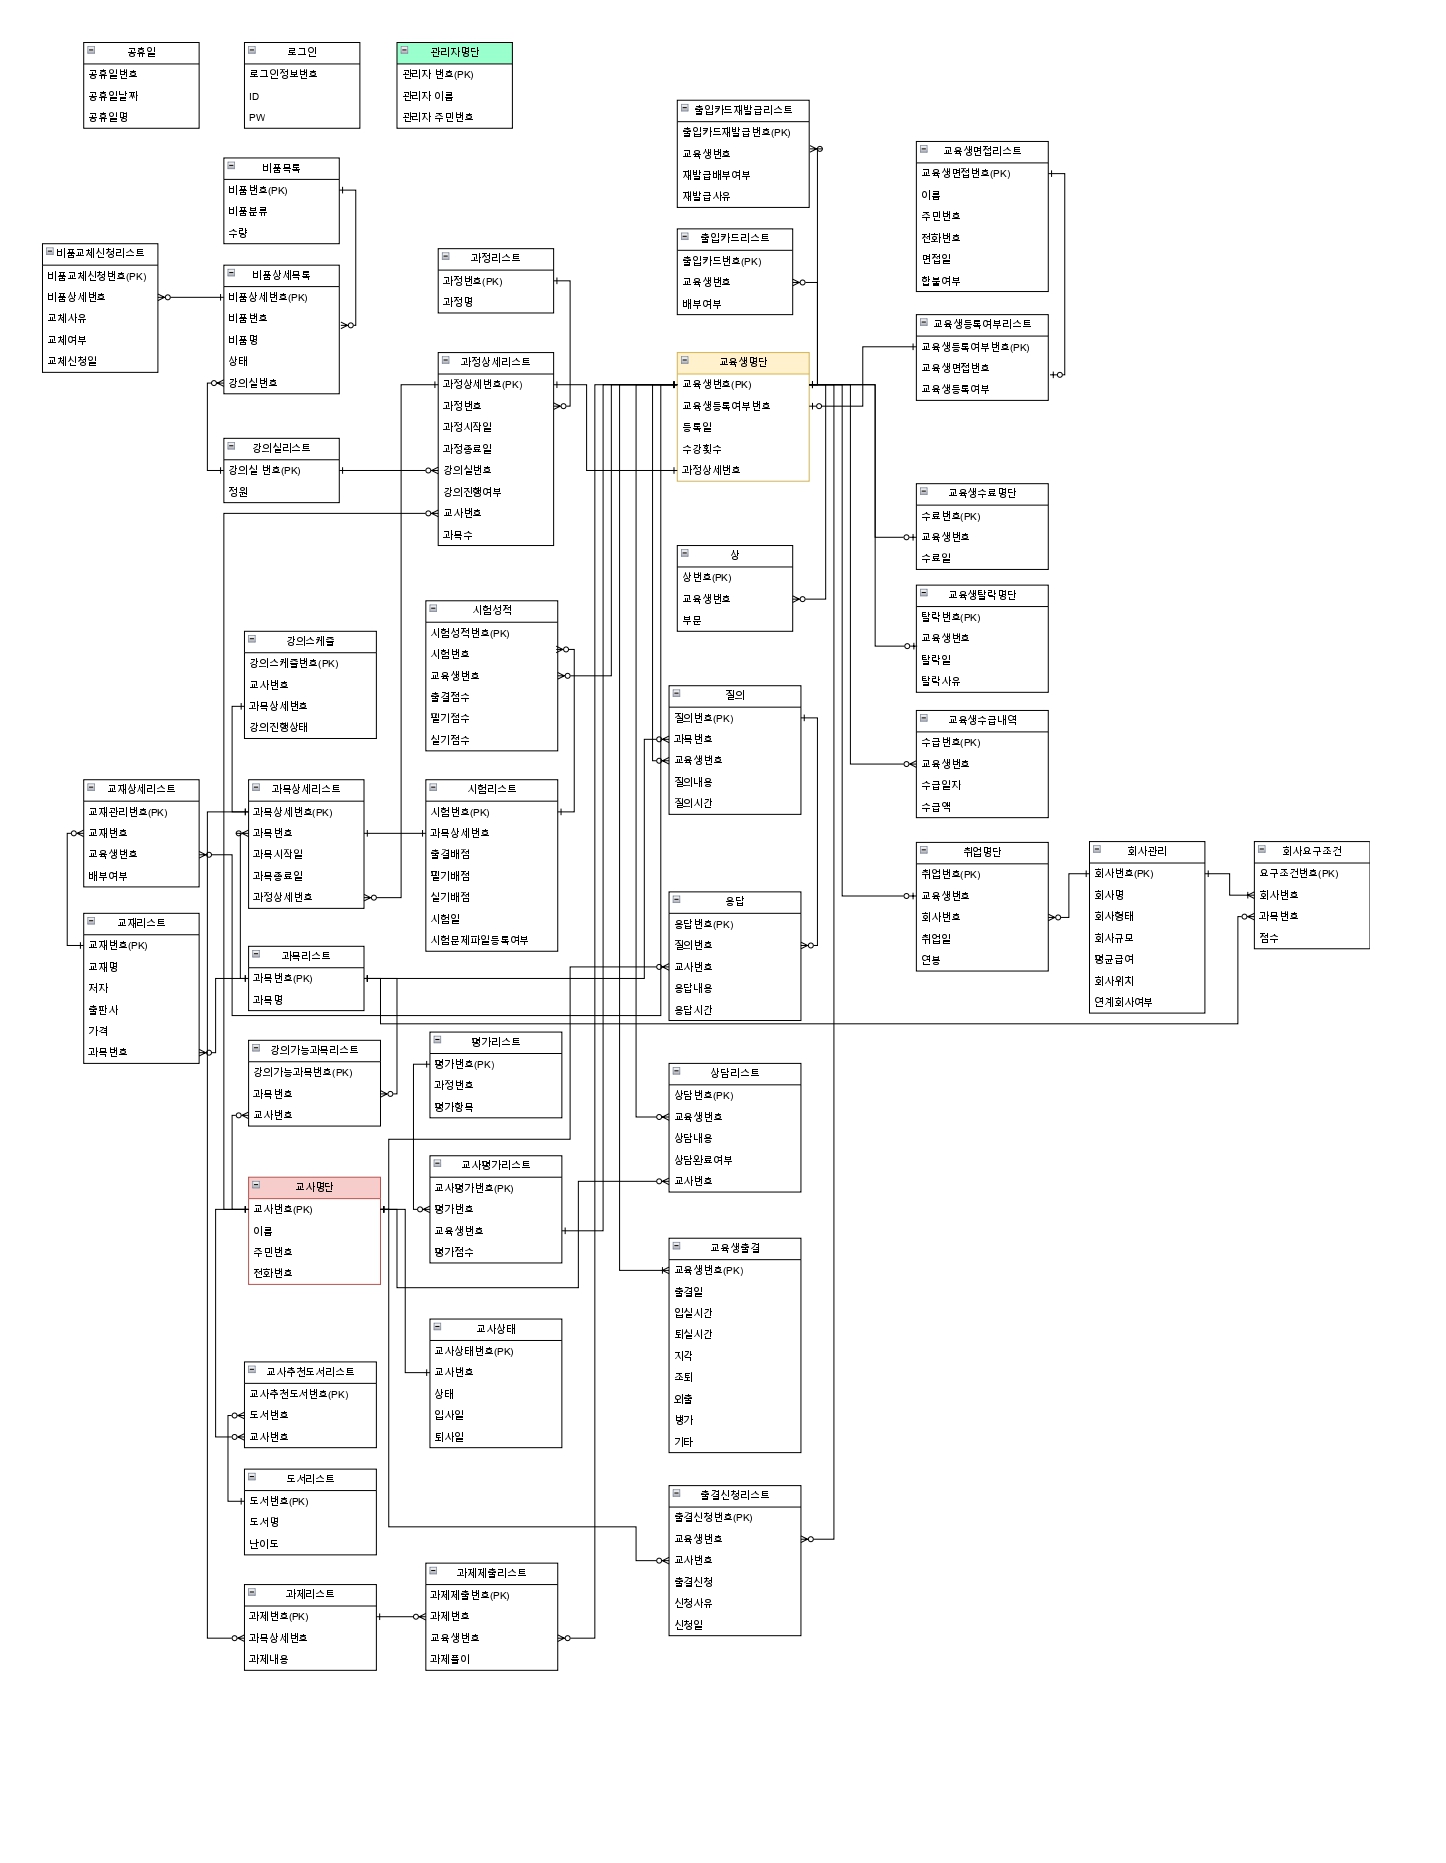 공휴일
공휴일번호
공휴일날짜
공휴일명
로그인
로그인정보번호
ID
PW
관리자명단
관리자 번호(PK)
관리자 이름
관리자 주민번호
출입카드재발급리스트
출입카드재발급번호(PK)
교육생번호
재발급배부여부
재발급사유
교육생면접리스트
교육생면접번호(PK)
이름
주민번호
전화번호
면접일
합불여부
비품목록
비품번호(PK)
비품분류
수량
비품교체신청리스트
비품교체신청번호(PK)
비품상세번호
교체사유
교체여부
교체신청일
비품상세목록
비품상세번호(PK)
비품번호
비품명
상태
강의실번호
과정리스트
과정번호(PK)
과정명
출입카드리스트
출입카드번호(PK)
교육생번호
배부여부
교육생등록여부리스트
교육생등록여부번호(PK)
교육생면접번호
교육생등록여부
과정상세리스트
과정상세번호(PK)
과정번호
과정시작일
과정종료일
강의실번호
강의진행여부
교사번호
과목수
교육생명단
교육생번호(PK)
교육생등록여부번호
등록일
수강횟수
과정상세번호
강의실리스트
강의실 번호(PK)
정원
교육생수료명단
수료번호(PK)
교육생번호
수료일
상
상번호(PK)
교육생번호
부문
교육생탈락명단
탈락번호(PK)
교육생번호
탈락일
탈락사유
시험성적
시험성적번호(PK)
시험번호
교육생번호
출결점수
필기점수
실기점수
강의스케줄
강의스케줄번호(PK)
교사번호
과목상세번호
강의진행상태
질의
질의번호(PK)
과목번호
교육생번호
질의내용
질의시간
교육생수급내역
수급번호(PK)
교육생번호
수급일자
수급액
교재상세리스트
교재관리번호(PK)
교재번호
교육생번호
배부여부
과목상세리스트
과목상세번호(PK)
과목번호
과목시작일
과목종료일
과정상세번호
시험리스트
시험번호(PK)
과목상세번호
출결배점
필기배점
실기배점
시험일
시험문제파일등록여부
취업명단
취업번호(PK)
교육생번호
회사번호
취업일
연봉
회사관리
회사번호(PK)
회사명
회사형태
회사규모
평균급여
회사위치
연계회사여부
회사요구조건
요구조건번호(PK)
회사번호
과목번호
점수
응답
응답번호(PK)
질의번호
교사번호
응답내용
응답시간
교재리스트
교재번호(PK)
교재명
저자
출판사
가격
과목번호
과목리스트
과목번호(PK)
과목명
강의가능과목리스트
강의가능과목번호(PK)
과목번호
교사번호
평가리스트
평가번호(PK)
과정번호
평가항목
상담리스트
상담번호(PK)
교육생번호
상담내용
상담완료여부
교사번호
교사명단
교사번호(PK)
이름
주민번호
전화번호
교사평가리스트
교사평가번호(PK)
평가번호
교육생번호
평가점수
교육생출결
교육생번호(PK)
출결일
입실시간
퇴실시간
지각
조퇴
외출
병가
기타
교사상태
교사상태번호(PK)
교사번호
상태
입사일
퇴사일
교사추천도서리스트
교사추천도서번호(PK)
도서번호
교사번호
도서리스트
도서번호(PK)
도서명
난이도
출결신청리스트
출결신청번호(PK)
교육생번호
교사번호
출결신청
신청사유
신청일
과제리스트
과제번호(PK)
과목상세번호
과제내용
과제제출리스트
과제제출번호(PK)
과제번호
교육생번호
과제풀이